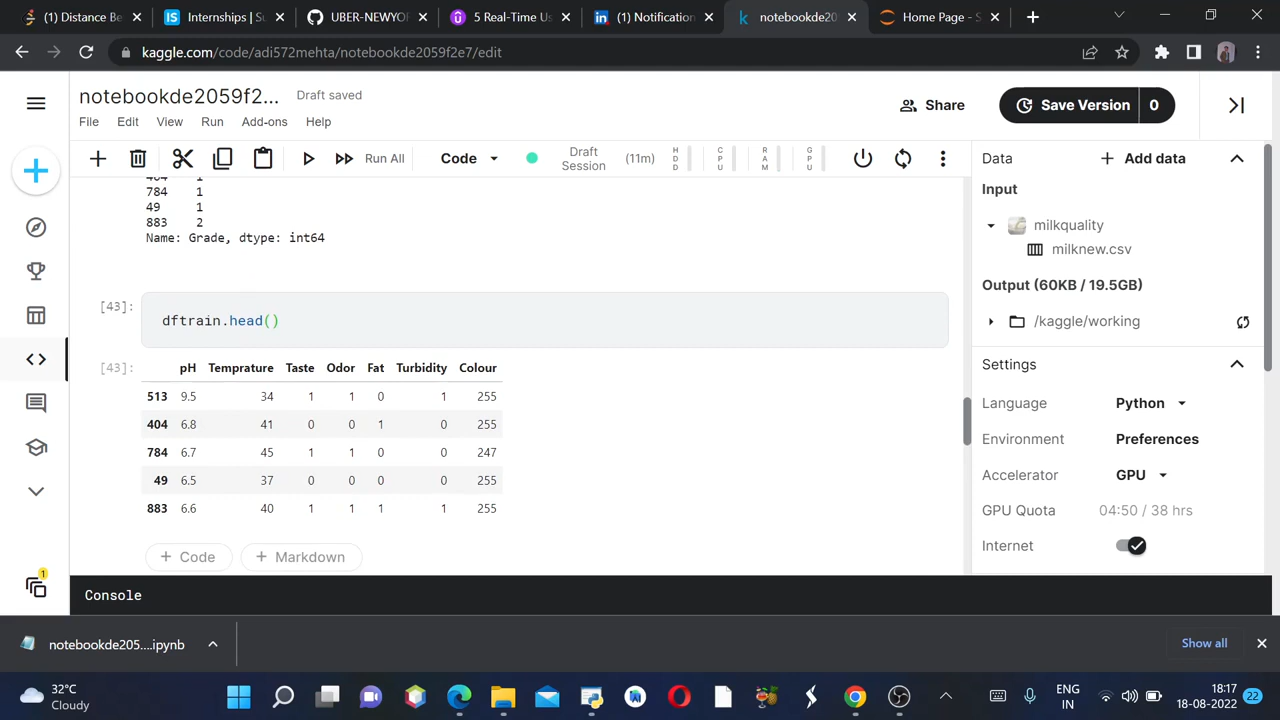 (1) Distance Be
Internships | Su
UBER-NEWYOR
5 Real-Time Us
(1) Notification
notebookde20
Home Page - S
kaggle.com/code/adi572mehta/notebookde2059f2e7/edit
notebookde2059f2...
Draft saved
Share
Save Version
0
File Edit View Run Add-ons Help
Run All
Code
Draft Session
(11m)
HDD
CPU
RAM
GPU
784 1
49 1
883 2
Name: Grade, dtype: int64
[43]:
dftrain.head()
[43]:
pH Temprature Taste Odor Fat Turbidity Colour
513 9.5 34 1 1 0 1 255
404 6.8 41 0 0 1 0 255
784 6.7 45 1 1 0 0 247
49 6.5 37 0 0 0 0 255
883 6.6 40 1 1 1 1 255
+ Code
+ Markdown
Console
Data
Add data
Input
milkquality
milknew.csv
Output (60KB / 19.5GB)
/kaggle/working
Settings
Language Python
Environment Preferences
Accelerator GPU
GPU Quota 04:50 / 38 hrs
Internet
1
notebookde205....ipynb
Show all
32°C
Cloudy
ENG
IN
18:17
18-08-2022
22